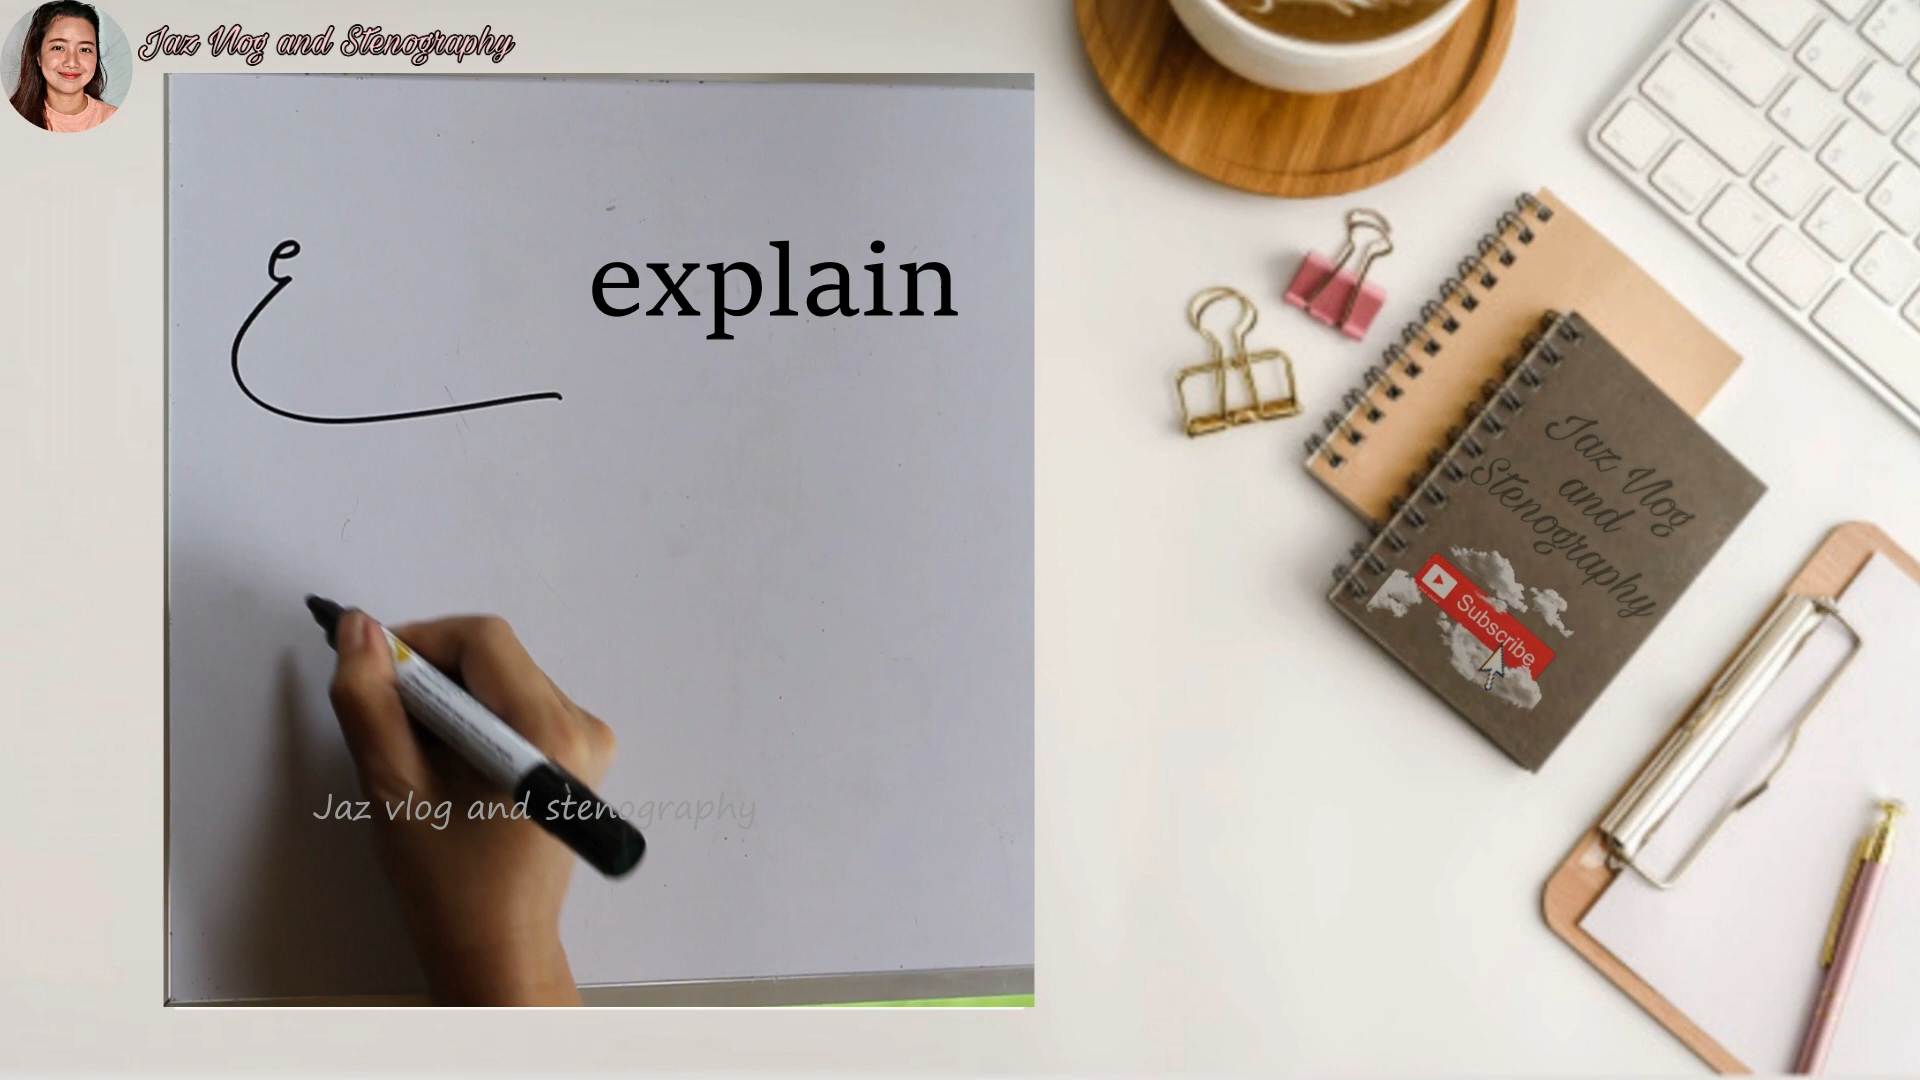 Jaz Vlog and Stenography
explain
Jaz vlog and stenography
Jaz Vlog
and
Stenography
Subscribe